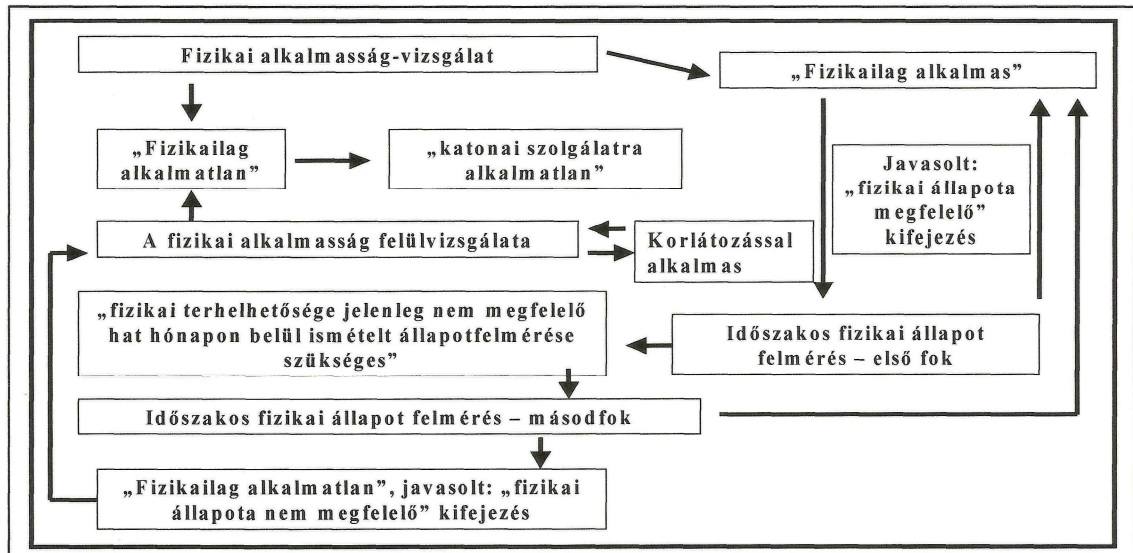 Fizikai alkalmasság-vizsgálat
„Fizikailag alkalmas”
„Fizikailag
alkalmatlan”
„katonai szolgálatra
alkalmatlan”
Javasolt:
„fizikai állapota
megfelelő”
kifejezés
A fizikai alkalmasság felülvizsgálata
Korlátozással
alkalmas
„fizikai terhelhetősége jelenleg nem megfelelő
hat hónapon belül ismételt állapotfelmérése
szükséges”
Időszakos fizikai állapot
felmérés – első fok
Időszakos fizikai állapot felmérés – másodfok
„Fizikailag alkalmatlan”, javasolt: „fizikai
állapota nem megfelelő” kifejezés